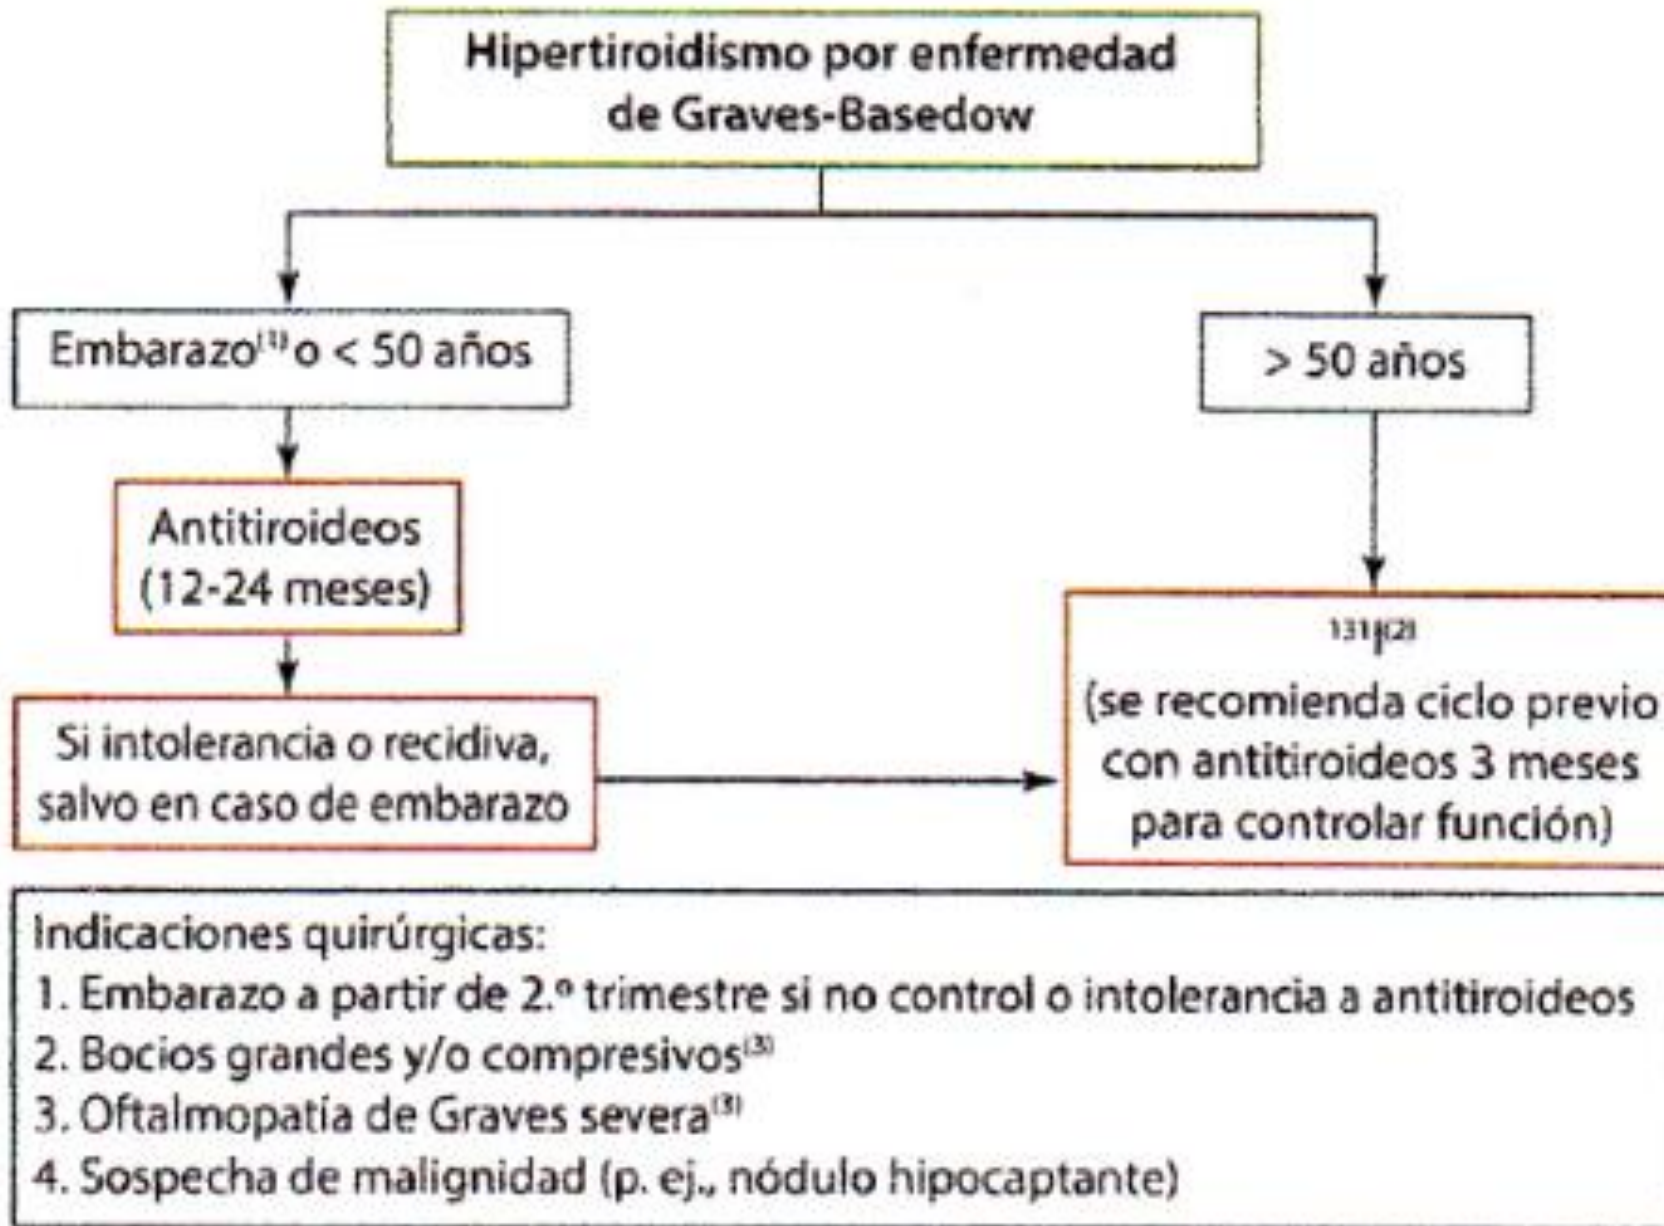 Hipertiroidismo por enfermedad
de Graves-Basedow
Embarazo⁽¹⁾ o < 50 años
> 50 años
Antitiroideos
(12-24 meses)
Si intolerancia o recidiva,
salvo en caso de embarazo
¹³¹I⁽²⁾
(se recomienda ciclo previo
con antitiroideos 3 meses
para controlar función)
Indicaciones quirúrgicas:
1. Embarazo a partir de 2.º trimestre si no control o intolerancia a antitiroideos
2. Bocios grandes y/o compresivos⁽³⁾
3. Oftalmopatía de Graves severa⁽³⁾
4. Sospecha de malignidad (p. ej., nódulo hipocaptante)